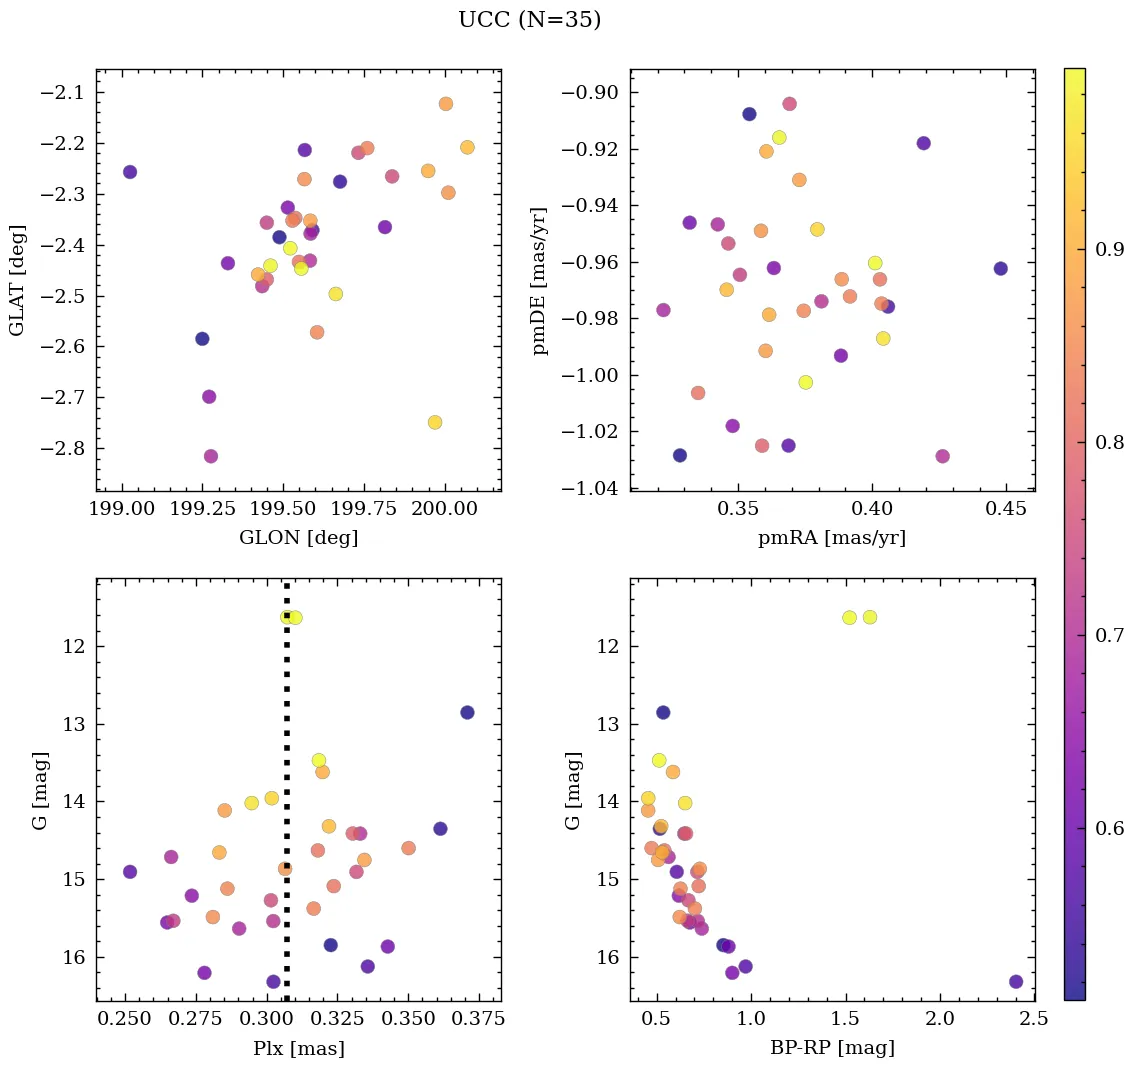 UCC (N=35)
−2.1
−2.2
−2.3
−2.4
−2.5
−2.6
−2.7
−2.8
GLAT [deg]
199.00 199.25 199.50 199.75 200.00
GLON [deg]
−0.90
−0.92
−0.94
−0.96
−0.98
−1.00
−1.02
−1.04
pmDE [mas/yr]
0.35 0.40 0.45
pmRA [mas/yr]
12
13
14
15
16
G [mag]
0.250 0.275 0.300 0.325 0.350 0.375
Plx [mas]
12
13
14
15
16
G [mag]
0.5 1.0 1.5 2.0 2.5
BP-RP [mag]
0.9
0.8
0.7
0.6